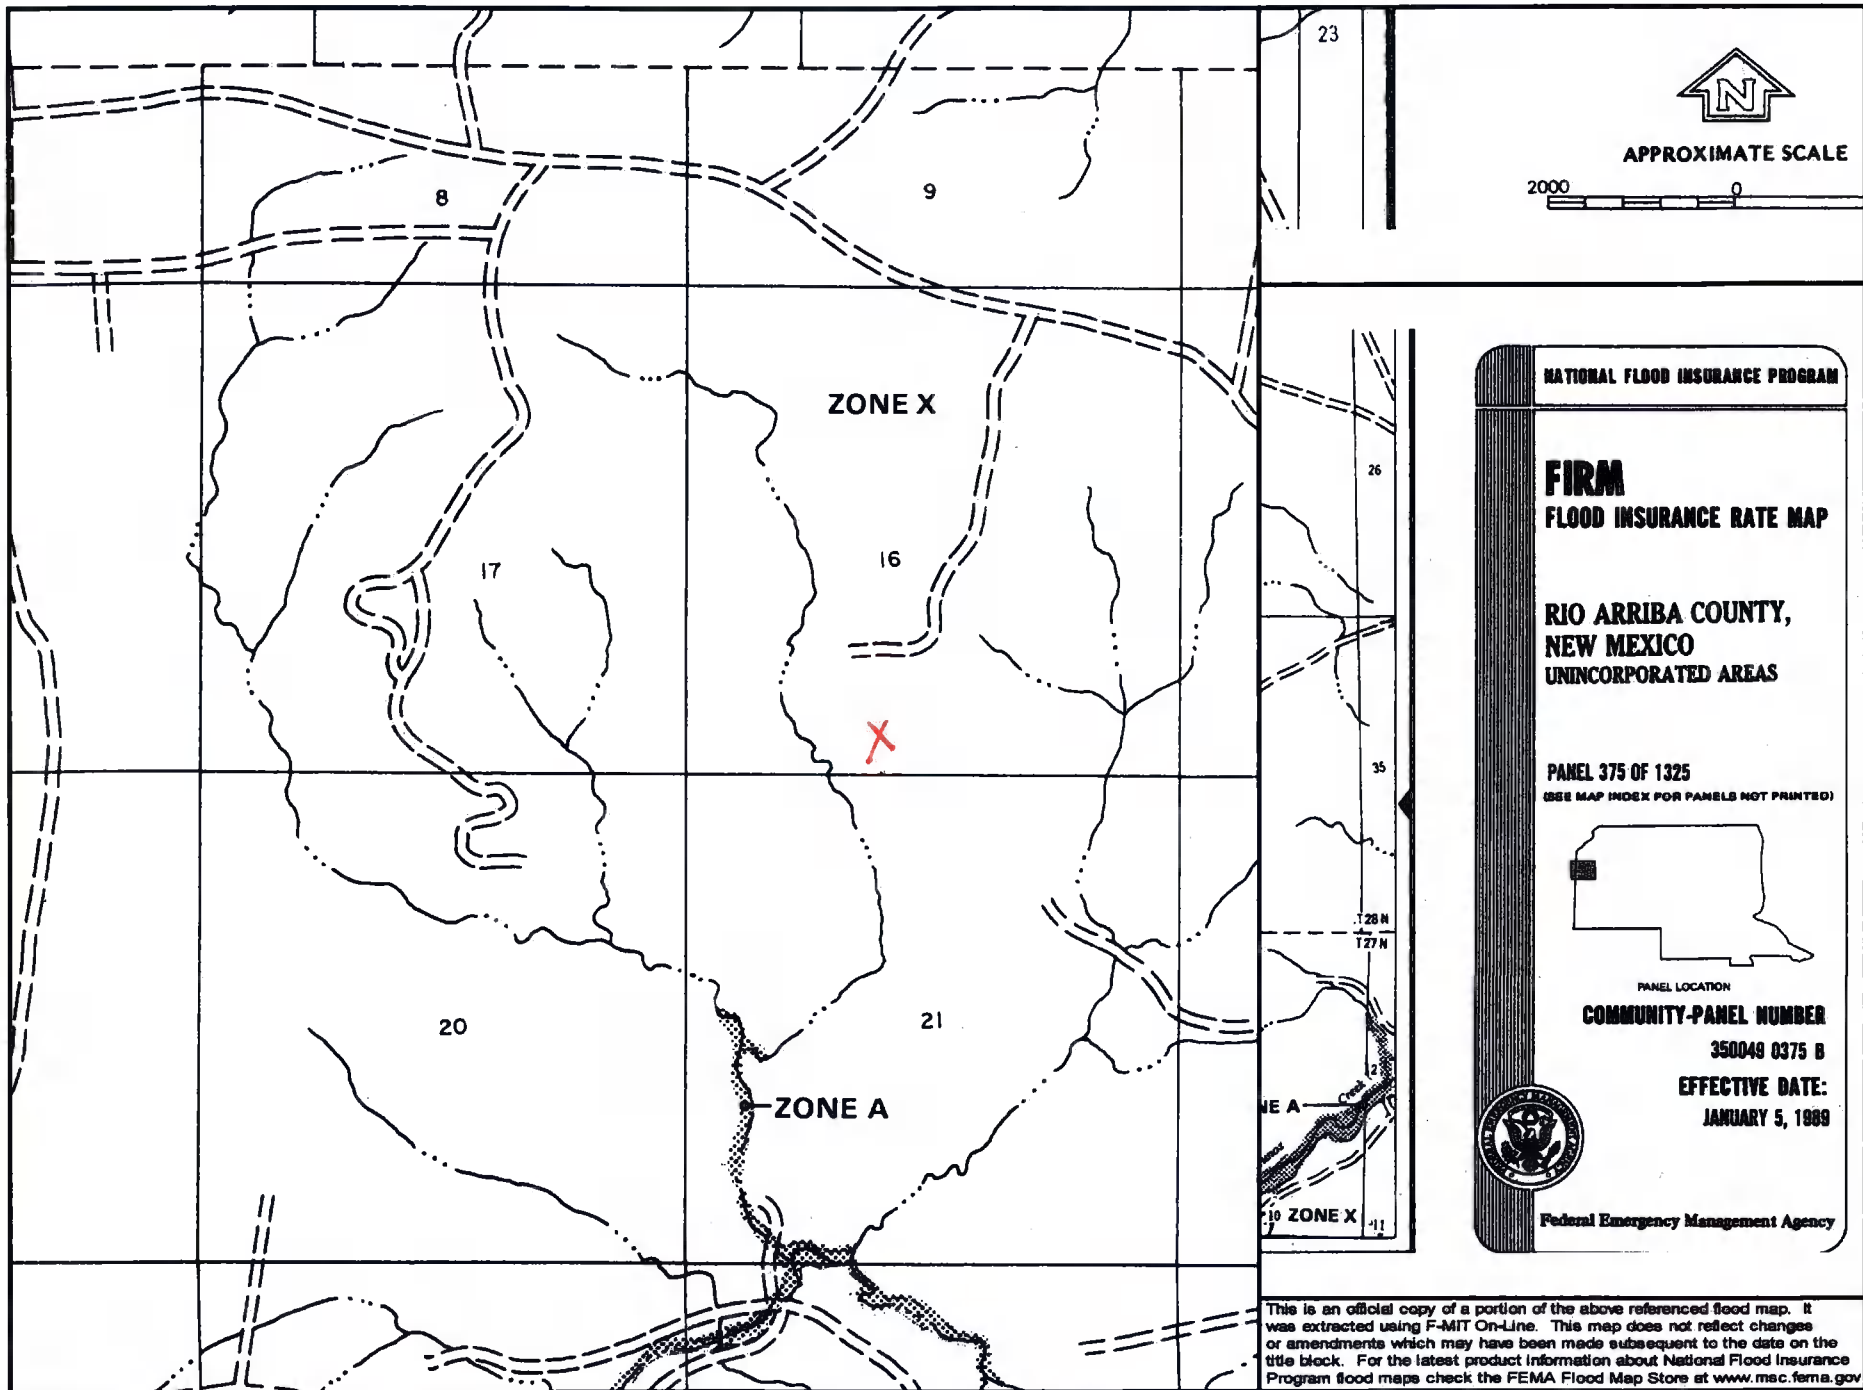 23
N
APPROXIMATE SCALE
2000 0
8
9
ZONE X
26
17
16
X
35
20
21
ZONE A
T28N
T27N
Creek
12
NE A
10 ZONE X 11
NATIONAL FLOOD INSURANCE PROGRAM
FIRM
FLOOD INSURANCE RATE MAP
RIO ARRIBA COUNTY,
NEW MEXICO
UNINCORPORATED AREAS
PANEL 375 OF 1325
(SEE MAP INDEX FOR PANELS NOT PRINTED)
PANEL LOCATION
COMMUNITY-PANEL NUMBER
350049 0375 B
EFFECTIVE DATE:
JANUARY 5, 1989
Federal Emergency Management Agency
This is an official copy of a portion of the above referenced flood map. It
was extracted using F-MIT On-Line. This map does not reflect changes
or amendments which may have been made subsequent to the date on the
title block. For the latest product information about National Flood Insurance
Program flood maps check the FEMA Flood Map Store at www.msc.fema.gov